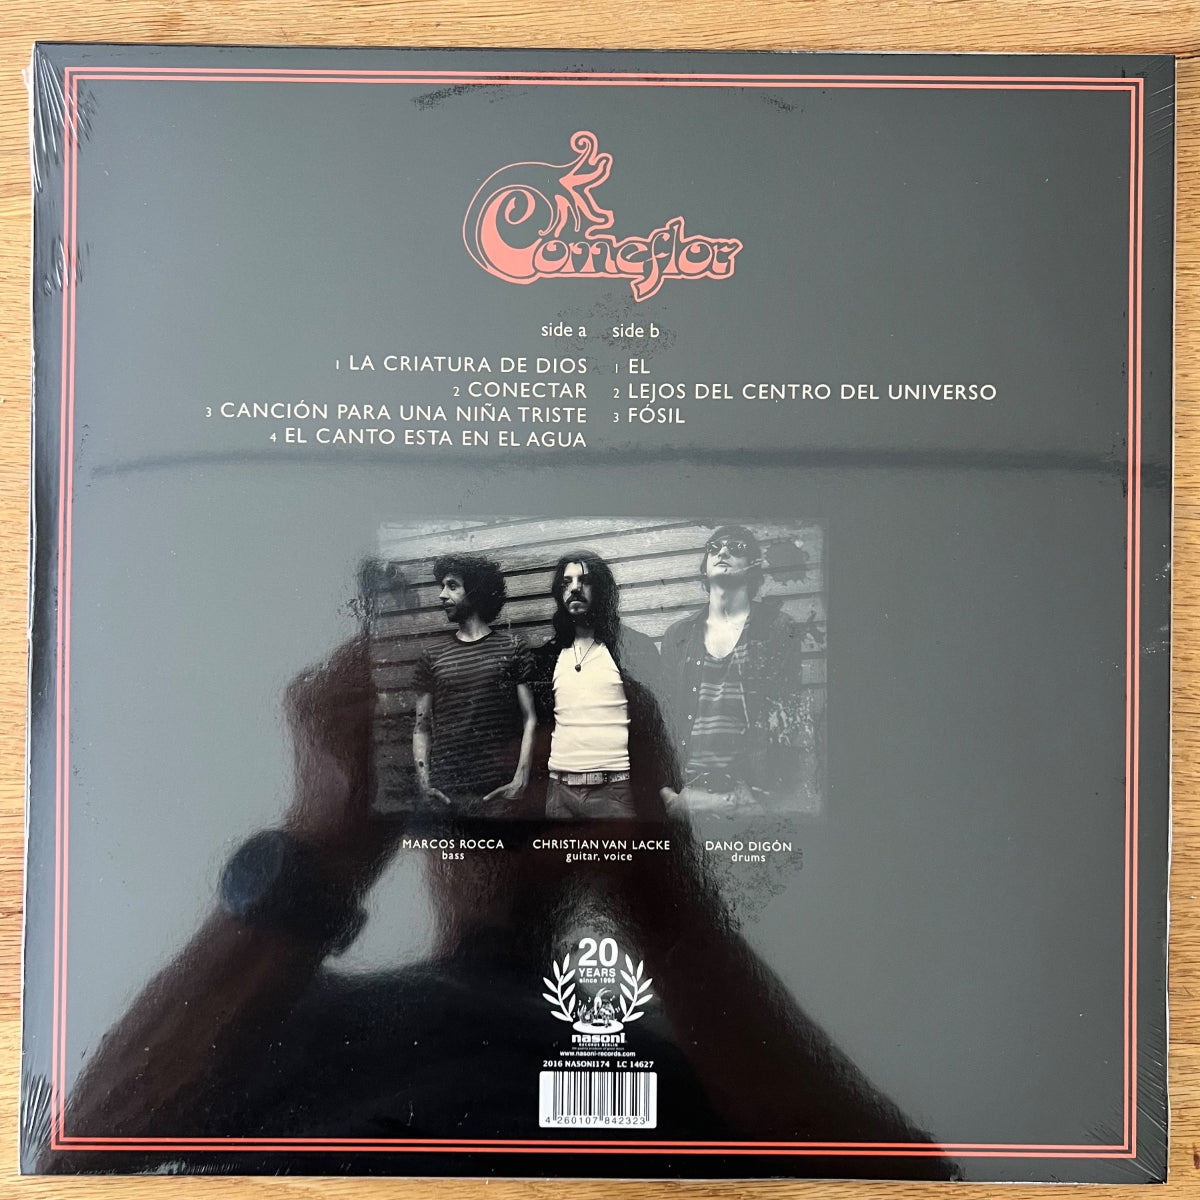 Comeflor
side a
1 LA CRIATURA DE DIOS
2 CONECTAR
3 CANCIÓN PARA UNA NIÑA TRISTE
4 EL CANTO ESTA EN EL AGUA
side b
1 EL
2 LEJOS DEL CENTRO DEL UNIVERSO
3 FÓSIL
MARCOS ROCCA
bass
CHRISTIAN VAN LACKE
guitar, voice
DANO DIGÓN
drums
20
YEARS
since 1996
nasoni
RECORDS BERLIN
www.nasoni-records.com
2016 NASONI174 LC 14627
4 260107 842323